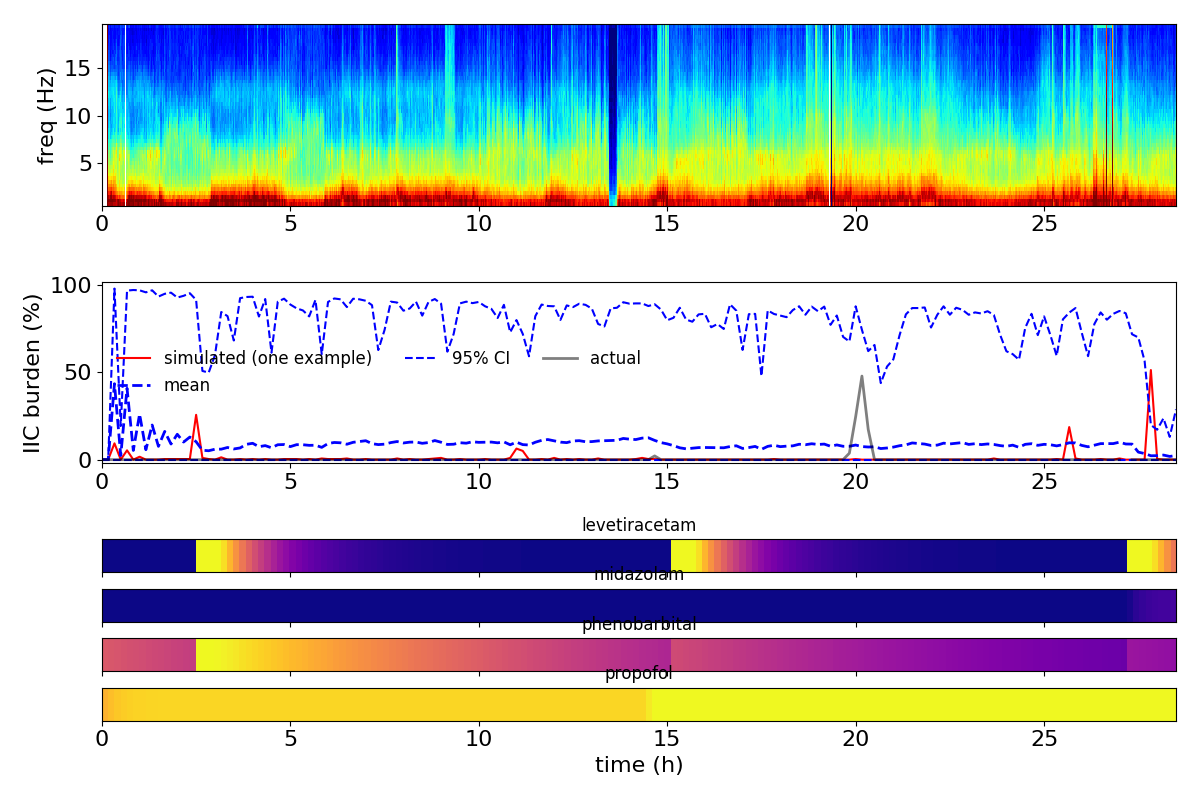 freq (Hz)
15
10
5
0 5 10 15 20 25
IIC burden (%)
100
50
0
simulated (one example) 95% CI actual
mean
0 5 10 15 20 25
levetiracetam
midazolam
phenobarbital
propofol
0 5 10 15 20 25
time (h)